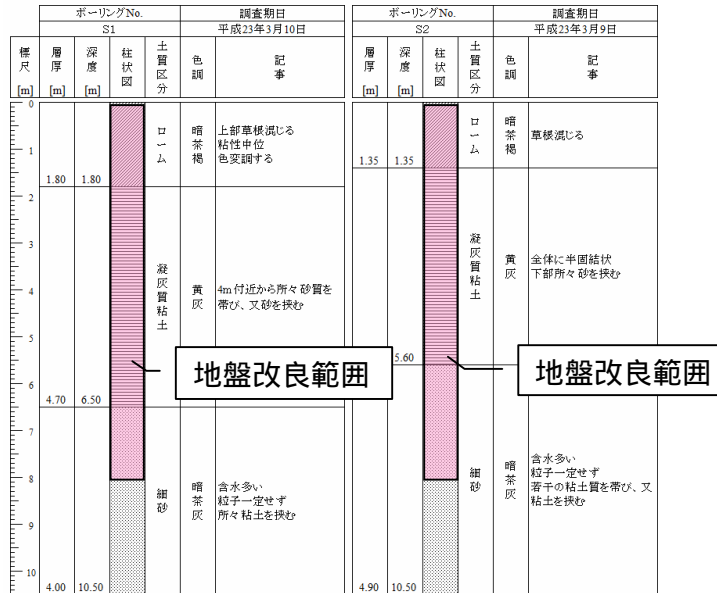 ボーリングNo.
調査期日
S1
平成23年3月10日
標尺
[m]
層厚
[m]
深度
[m]
柱状図
土質区分
色調
記事
0
1
2
3
4
5
6
7
8
9
10
1.80
1.80
ローム
暗茶褐
上部草根混じる
粘性中位
色変調する
4.70
6.50
凝灰質粘土
黄灰
4m付近から所々砂質を
帯び、又砂を挟む
地盤改良範囲
4.00
10.50
細砂
暗茶灰
含水多い
粒子一定せず
所々粘土を挟む
ボーリングNo.
調査期日
S2
平成23年3月9日
層厚
[m]
深度
[m]
柱状図
土質区分
色調
記事
1.35
1.35
ローム
暗茶褐
草根混じる
5.60
凝灰質粘土
黄灰
全体に半固結状
下部所々砂を挟む
地盤改良範囲
4.90
10.50
細砂
暗茶灰
含水多い
粒子一定せず
若干の粘土質を帯び、又
粘土を挟む